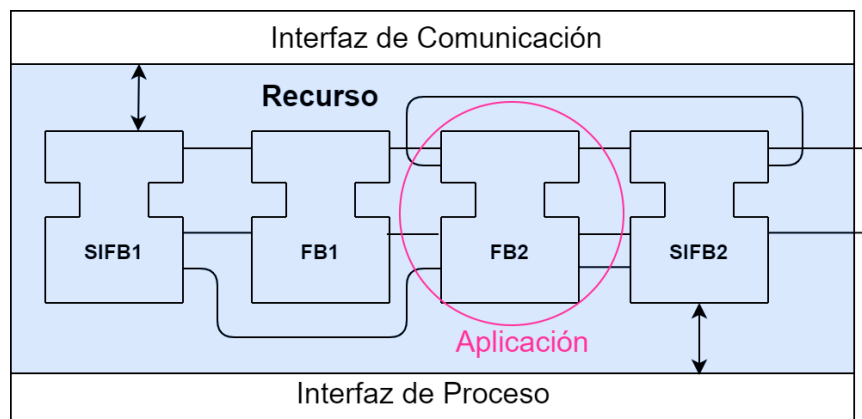 Interfaz de Comunicación
Recurso
SIFB1
FB1
FB2
SIFB2
Aplicación
Interfaz de Proceso